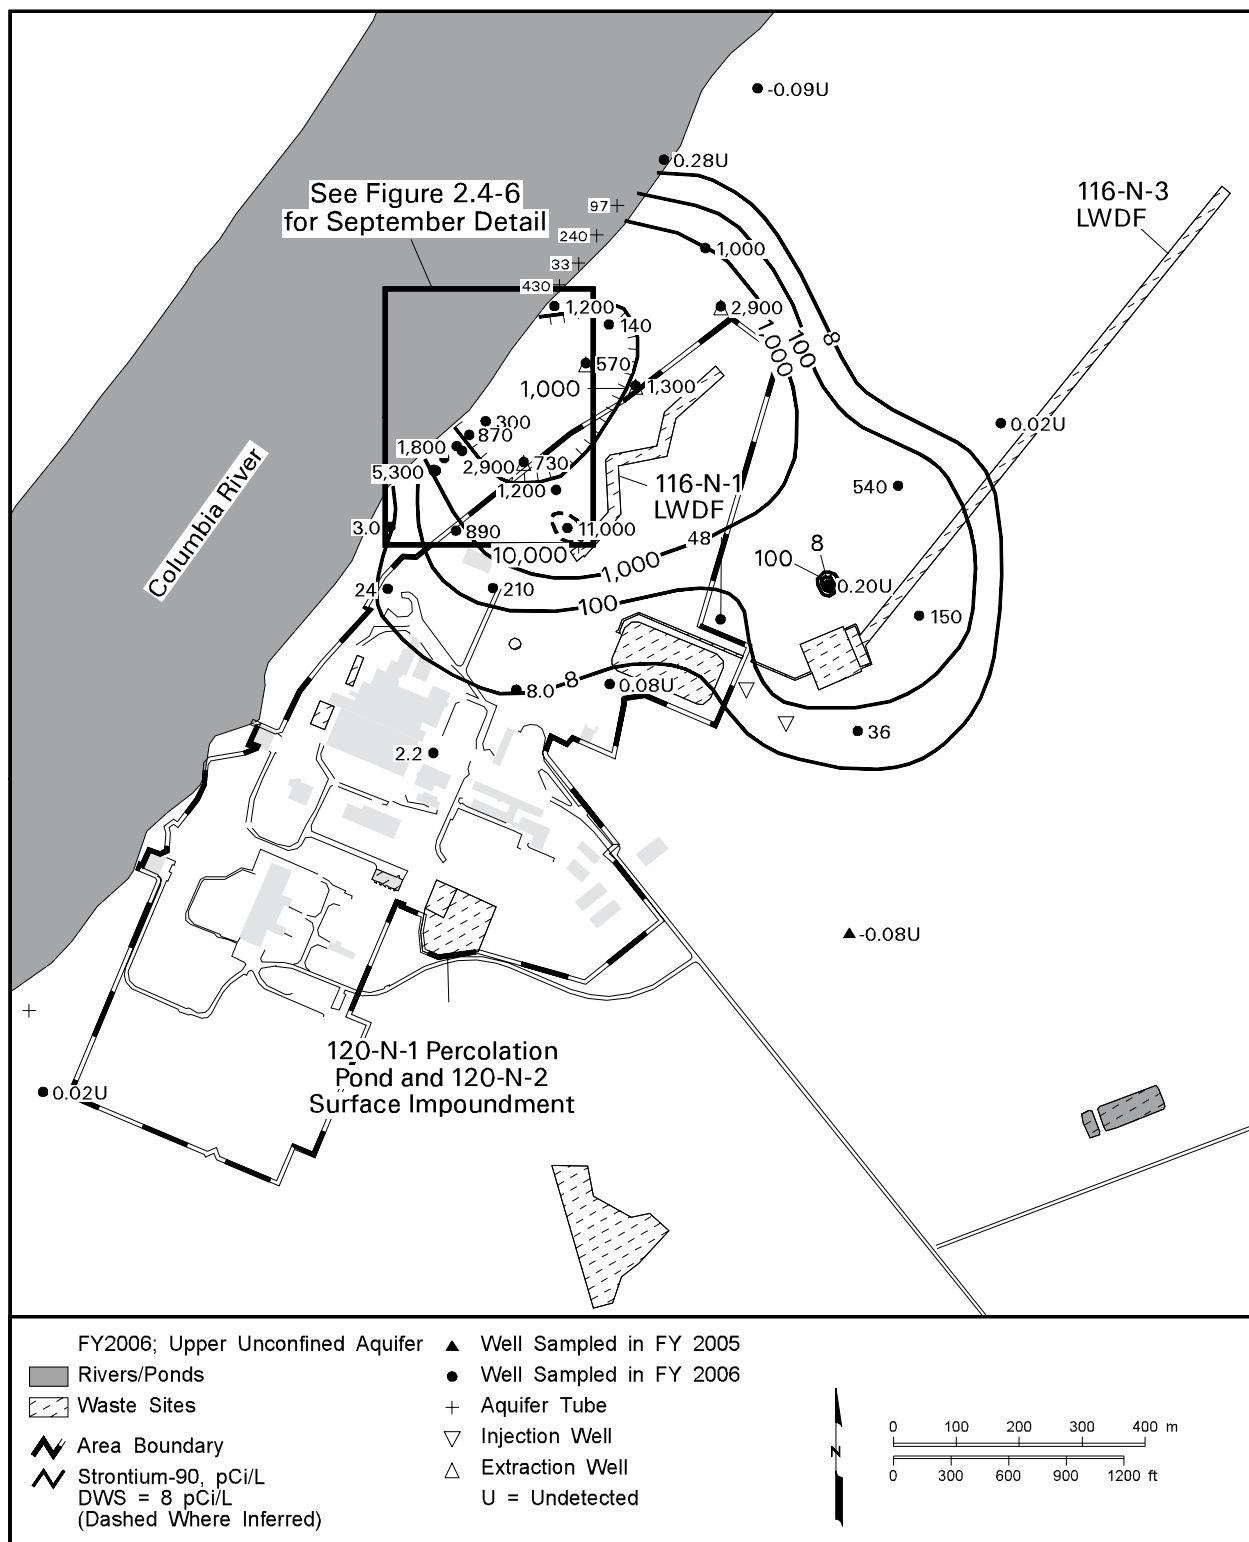 -0.09U
0.28U
See Figure 2.4-6
for September Detail
116-N-3
LWDF
97
240
1,000
33
430
1,200
2,900
140
8
100
1,000
570
1,000
1,300
300
870
0.02U
1,800
2,900
730
5,300
116-N-1
LWDF
1,200
540
Columbia River
3.0
890
11,000
48
10,000
1,000
8
100
0.20U
24
210
100
150
8
8.0
0.08U
36
2.2
-0.08U
120-N-1 Percolation
Pond and 120-N-2
Surface Impoundment
0.02U
FY2006; Upper Unconfined Aquifer
Rivers/Ponds
Waste Sites
Area Boundary
Strontium-90, pCi/L
DWS = 8 pCi/L
(Dashed Where Inferred)
Well Sampled in FY 2005
Well Sampled in FY 2006
Aquifer Tube
Injection Well
Extraction Well
U = Undetected
N
0 100 200 300 400 m
0 300 600 900 1200 ft